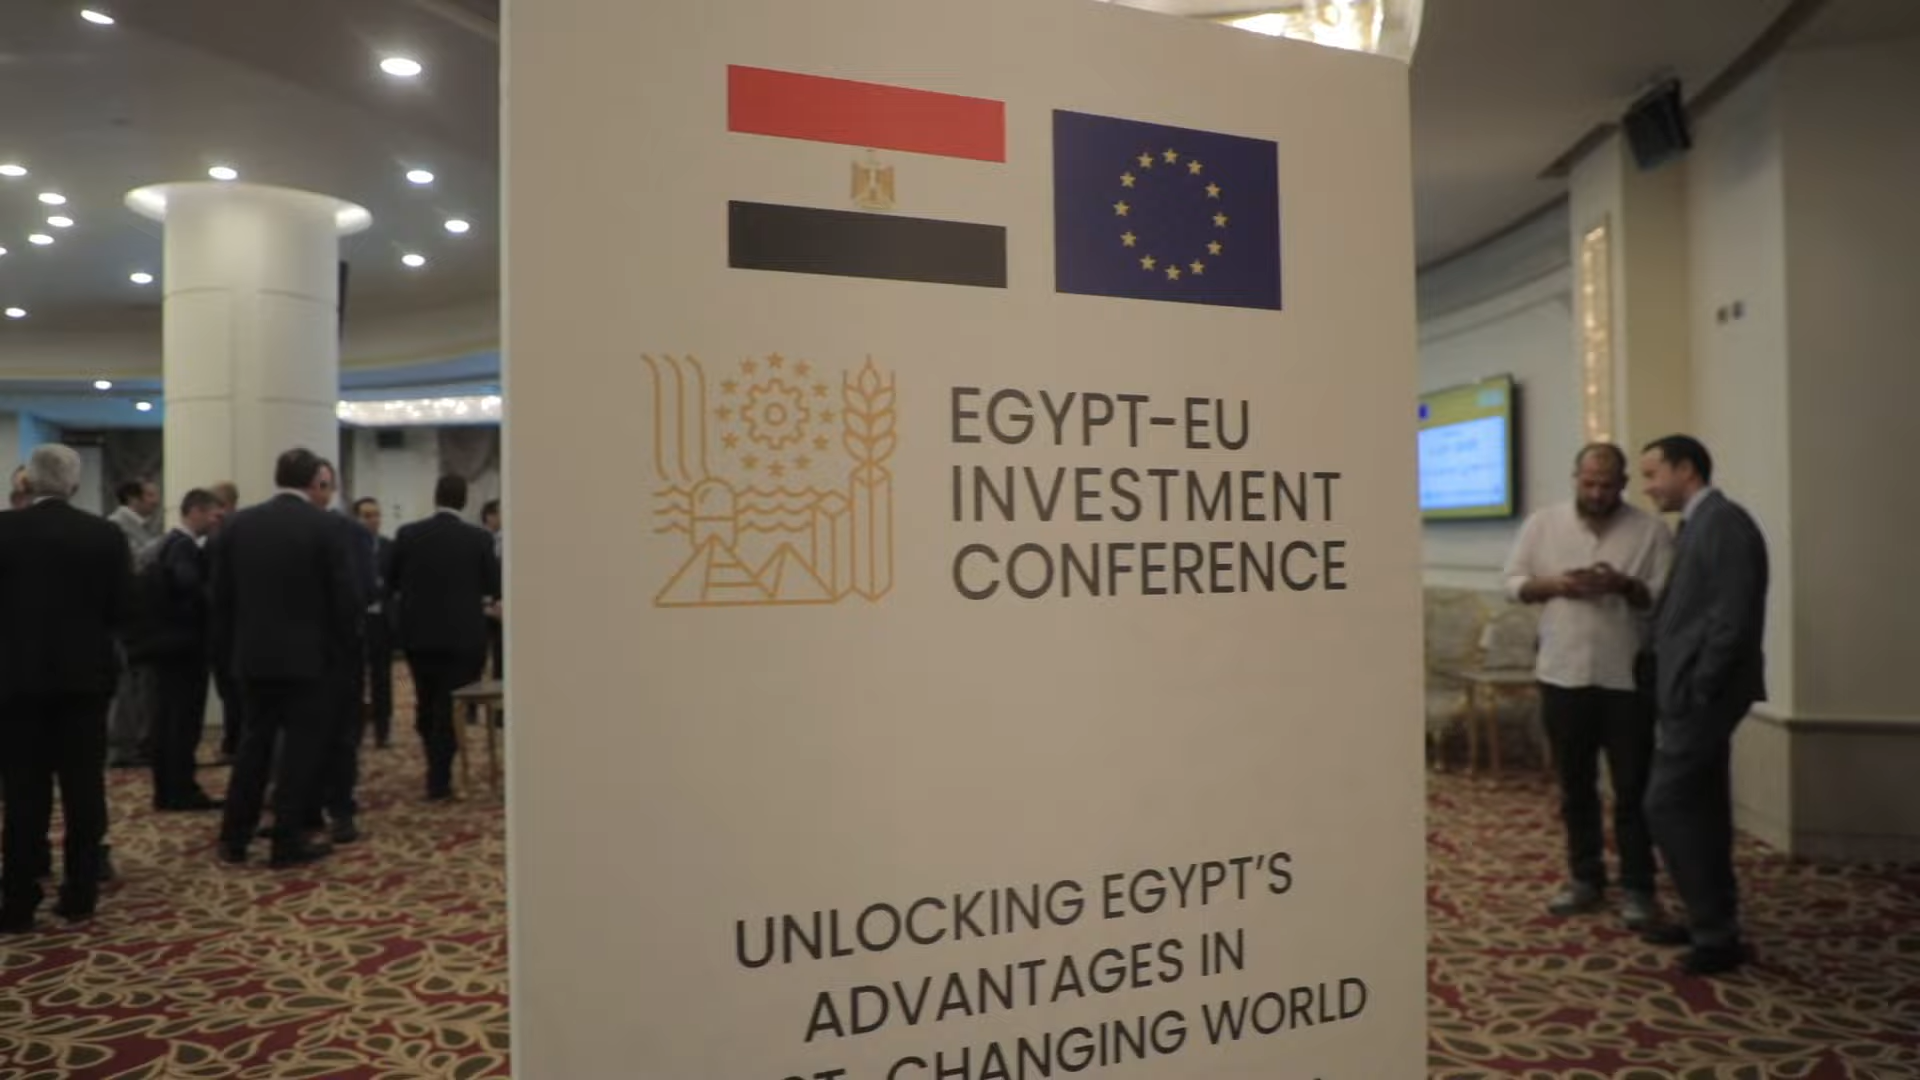 EGYPT-EU
INVESTMENT
CONFERENCE
UNLOCKING EGYPT'S
ADVANTAGES IN
CHANGING WORLD